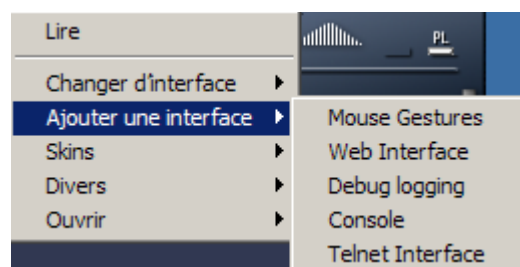 Lire
PL
Changer d'interface
Ajouter une interface
Skins
Divers
Ouvrir
Mouse Gestures
Web Interface
Debug logging
Console
Telnet Interface